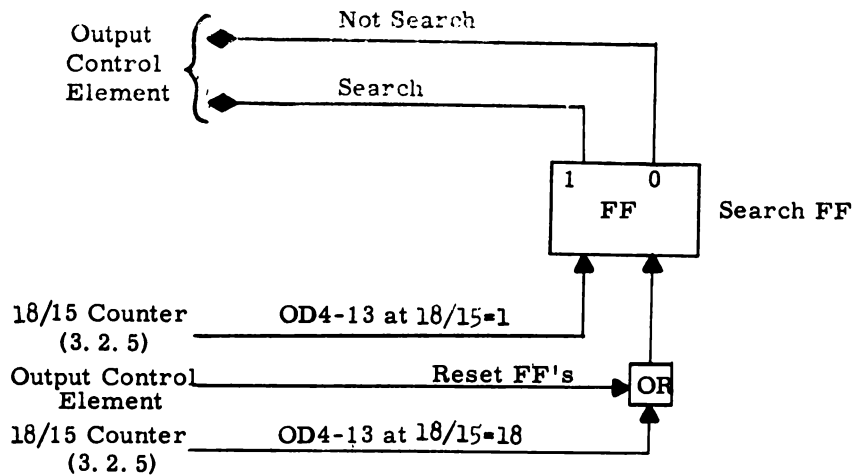 Output
Control
Element
Not Search
Search
1 0
FF
Search FF
18/15 Counter
(3. 2. 5)
OD4-13 at 18/15=1
Output Control
Element
Reset FF's
OR
18/15 Counter
(3. 2. 5)
OD4-13 at 18/15=18